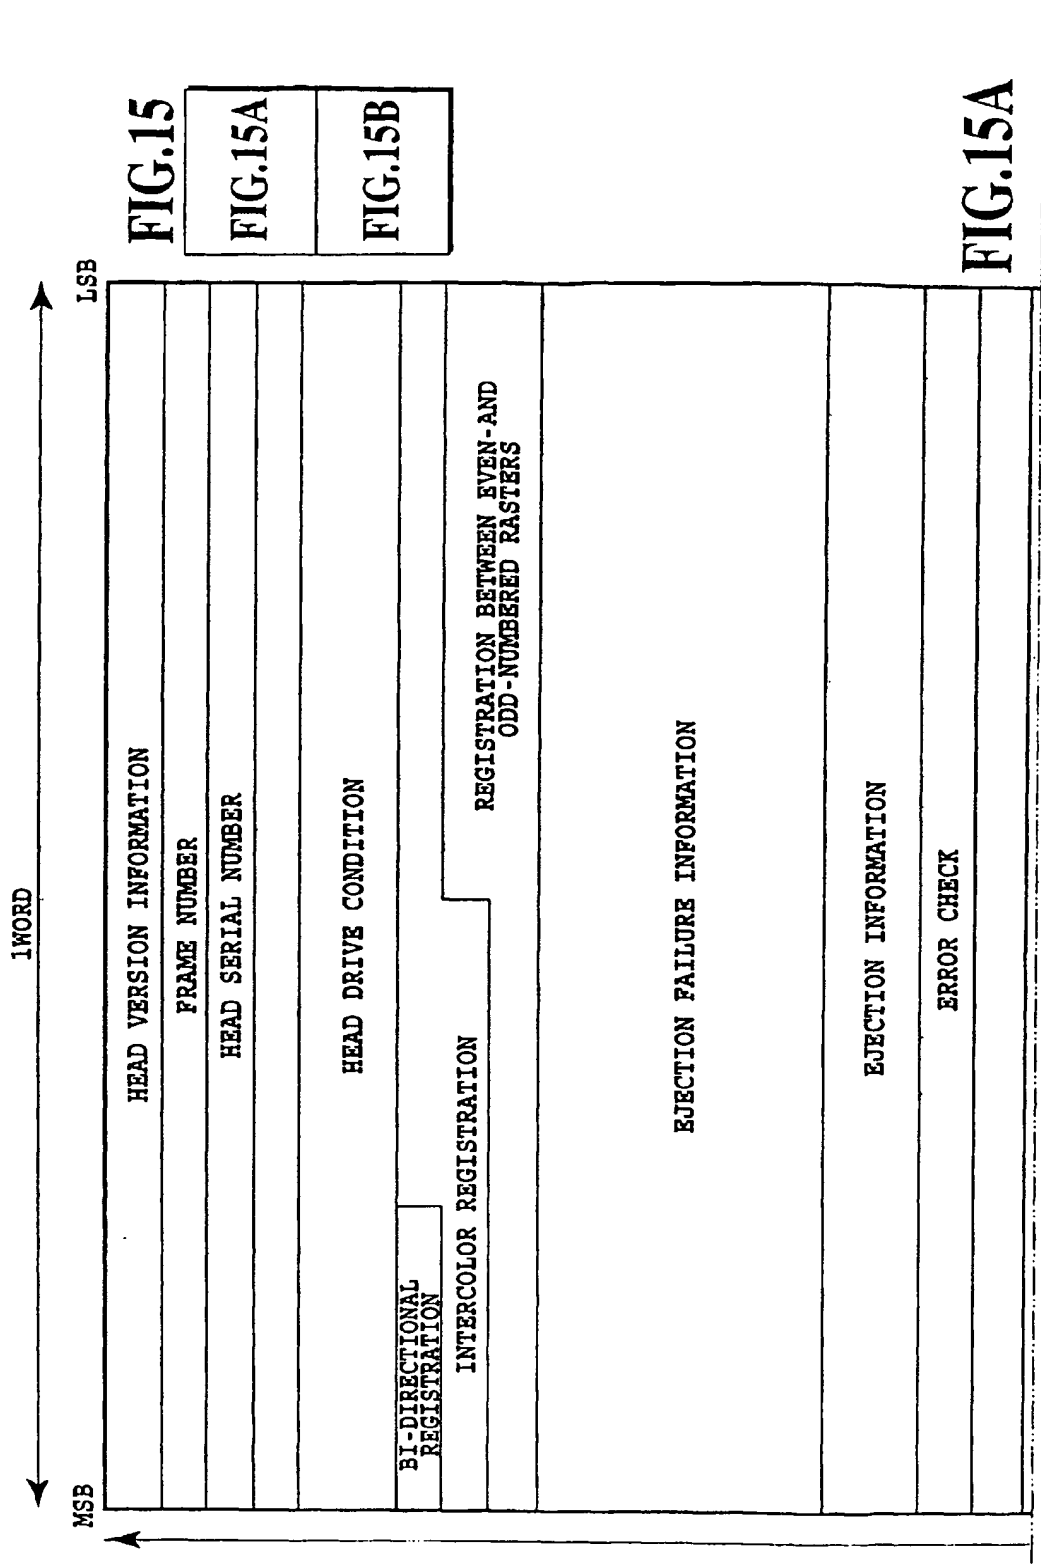 1WORD
MSB
LSB
HEAD VERSION INFORMATION
FRAME NUMBER
HEAD SERIAL NUMBER
HEAD DRIVE CONDITION
BI-DIRECTIONAL
REGISTRATION
INTERCOLOR REGISTRATION
REGISTRATION BETWEEN EVEN-AND
ODD-NUMBERED RASTERS
EJECTION FAILURE INFORMATION
EJECTION INFORMATION
ERROR CHECK
FIG.15
FIG.15A
FIG.15B
FIG.15A